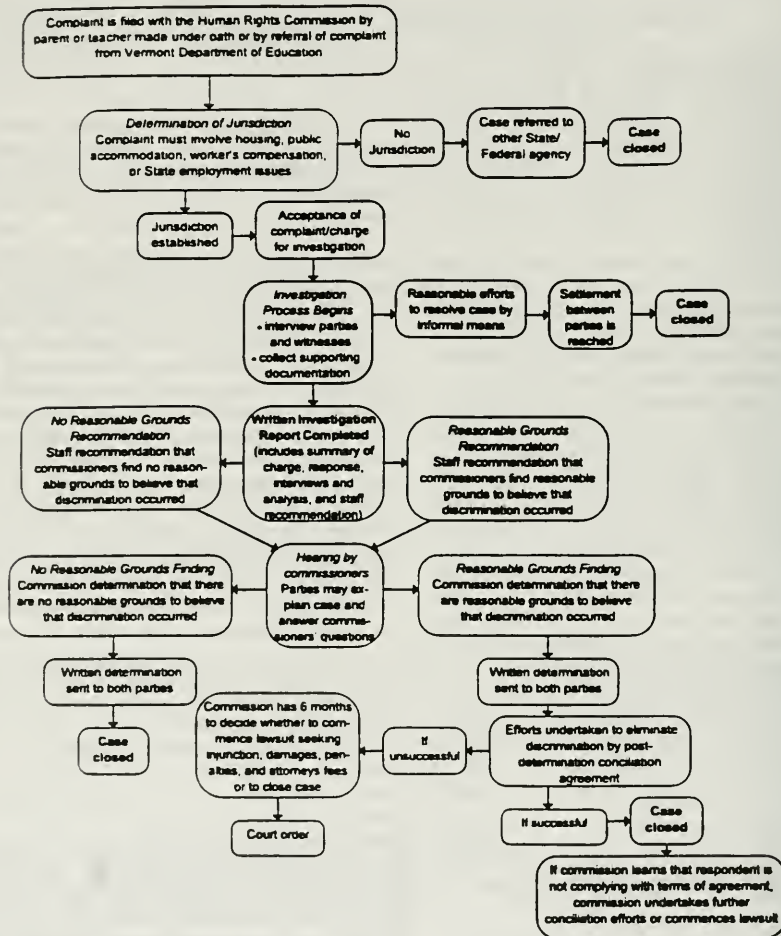 Complaint is filed with the Human Rights Commission by
parent or teacher made under oath or by referral of complaint
from Vermont Department of Education
Determination of Jurisdiction
Complaint must involve housing, public
accommodation, worker's compensation,
or State employment issues
No
Jurisdiction
Case referred to
other State/
Federal agency
Case
closed
Jurisdiction
established
Acceptance of
complaint/charge
for investigation
Investigation
Process Begins
- interview parties
and witnesses
- collect supporting
documentation
Reasonable efforts
to resolve case by
informal means
Settlement
between
parties is
reached
Case
closed
No Reasonable Grounds
Recommendation
Staff recommendation that
commissioners find no reason-
able grounds to believe that
discrimination occurred
Written Investigation
Report Completed
(includes summary of
charge, response,
interviews and
analysis, and staff
recommendation)
Reasonable Grounds
Recommendation
Staff recommendation that
commissioners find reasonable
grounds to believe that
discrimination occurred
No Reasonable Grounds Finding
Commission determination that there
are no reasonable grounds to believe
that discrimination occurred
Hearing by
commissioners
Parties may ex-
plain case and
answer commis-
sioners' questions
Reasonable Grounds Finding
Commission determination that there
are reasonable grounds to believe
that discrimination occurred
Written determination
sent to both parties
Case
closed
Written determination
sent to both parties
Commission has 6 months
to decide whether to com-
mence lawsuit seeking
injunction, damages, pen-
alties, and attorneys fees
or to close case
If
unsuccessful
Efforts undertaken to eliminate
discrimination by post-
determination conciliation
agreement
Court order
If successful
Case
closed
If commission learns that respondent is
not complying with terms of agreement,
commission undertakes further
conciliation efforts or commences lawsuit